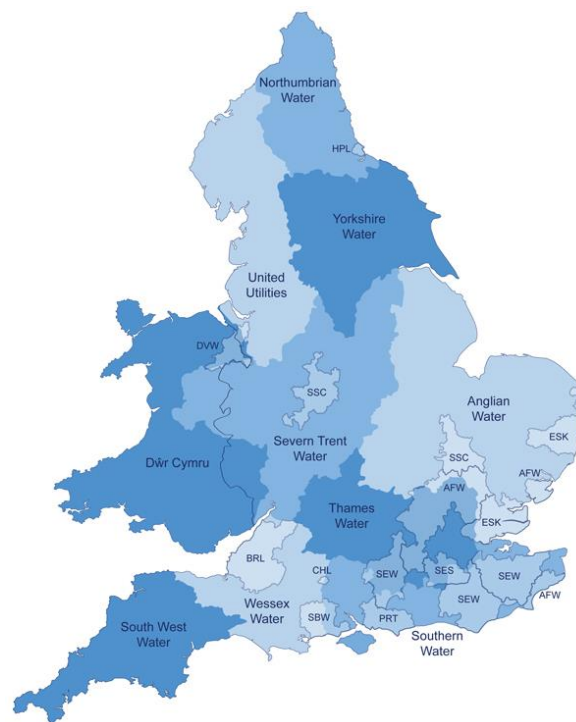 Northumbrian
Water
HPL
Yorkshire
Water
United
Utilities
DVW
SSC
Anglian
Water
ESK
Severn Trent
Water
SSC
Dŵr Cymru
AFW
AFW
Thames
Water
ESK
BRL
CHL
SEW
SES
SEW
AFW
Wessex
Water
SBW
PRT
SEW
South West
Water
Southern
Water